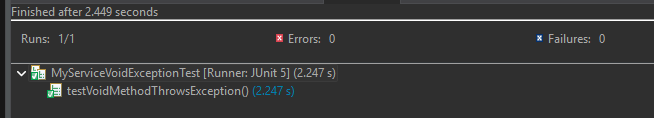 Finished after 2.449 seconds
Runs: 1/1 Errors: 0 Failures: 0
MyServiceVoidExceptionTest [Runner: JUnit 5] (2.247 s)
testVoidMethodThrowsException() (2.247 s)